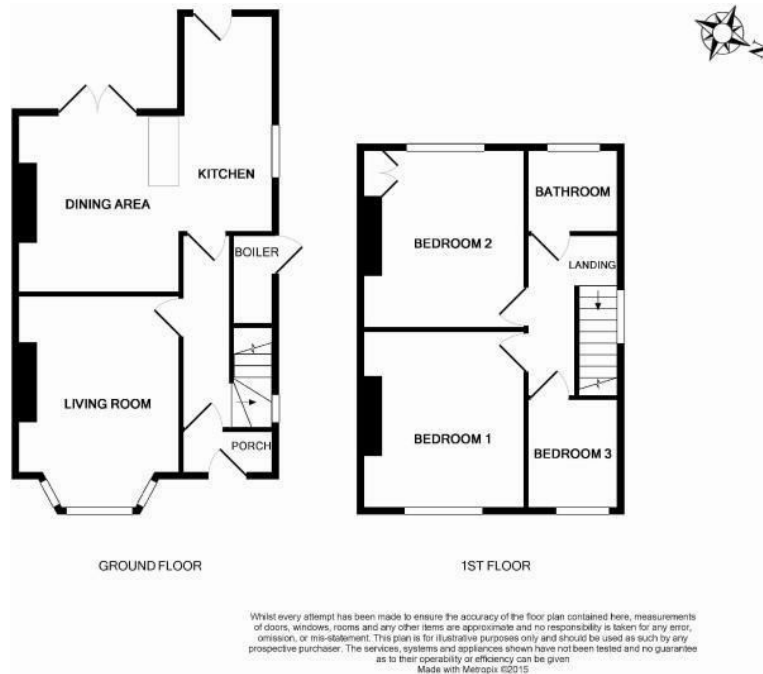 N
KITCHEN
DINING AREA
BOILER
LIVING ROOM
PORCH
GROUND FLOOR
BATHROOM
BEDROOM 2
LANDING
BEDROOM 1
BEDROOM 3
1ST FLOOR
Whilst every attempt has been made to ensure the accuracy of the floor plan contained here, measurements
of doors, windows, rooms and any other items are approximate and no responsibility is taken for any error,
omission, or mis-statement. This plan is for illustrative purposes only and should be used as such by any
prospective purchaser. The services, systems and appliances shown have not been tested and no guarantee
as to their operability or efficiency can be given
Made with Metropix ©2015